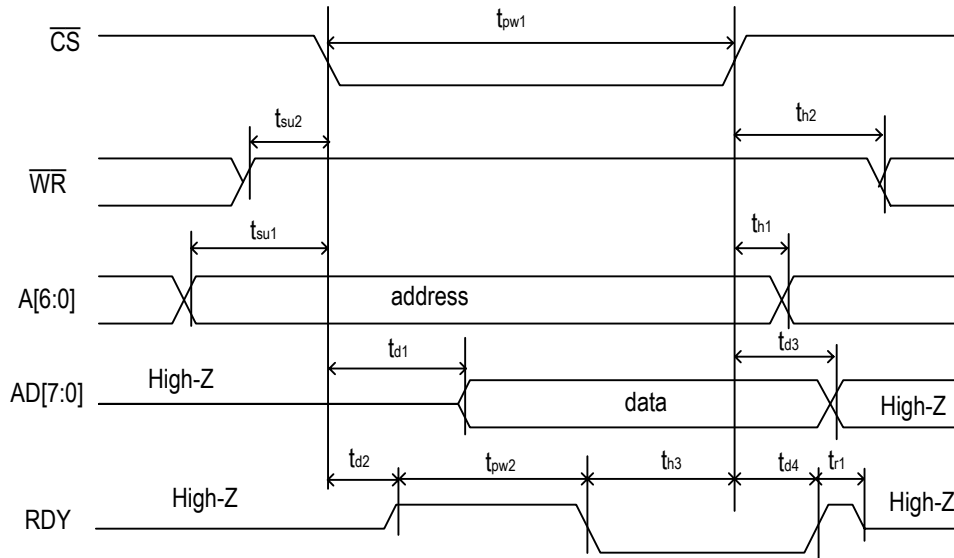 CS
tpw1
tsu2
th2
WR
tsu1
th1
A[6:0]
address
td1
td3
High-Z
AD[7:0]
data
High-Z
td2
tpw2
th3
td4
tr1
High-Z
High-Z
RDY